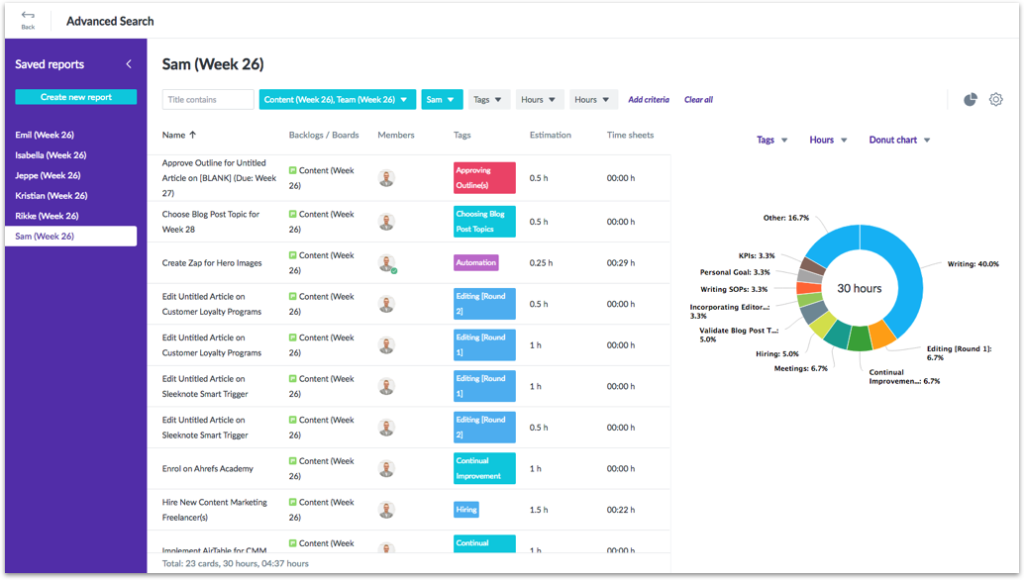 Back
Advanced Search
Saved reports
Create new report
Emil (Week 26)
Isabella (Week 26)
Jeppe (Week 26)
Kristian (Week 26)
Rikke (Week 26)
Sam (Week 26)
Sam (Week 26)
Title contains
Content (Week 26), Team (Week 26)
Sam
Tags
Hours
Hours
Add criteria
Clear all
Name
Backlogs / Boards
Members
Tags
Estimation
Time sheets
Approve Outline for Untitled
Article on [BLANK] (Due: Week
27)
Content (Week
26)
Approving
Outline(s)
0.5 h
00:00 h
Choose Blog Post Topic for
Week 28
Content (Week
26)
Choosing Blog
Post Topics
0.5 h
00:00 h
Create Zap for Hero Images
Content (Week
26)
Automation
0.25 h
00:29 h
Edit Untitled Article on
Customer Loyalty Programs
Content (Week
26)
Editing [Round
2]
0.5 h
00:00 h
Edit Untitled Article on
Customer Loyalty Programs
Content (Week
26)
Editing [Round
1]
1 h
00:00 h
Edit Untitled Article on
Sleeknote Smart Trigger
Content (Week
26)
Editing [Round
1]
1 h
00:00 h
Edit Untitled Article on
Sleeknote Smart Trigger
Content (Week
26)
Editing [Round
2]
0.5 h
00:00 h
Enrol on Ahrefs Academy
Content (Week
26)
Continual
Improvement
1 h
00:00 h
Hire New Content Marketing
Freelancer(s)
Content (Week
26)
Hiring
1.5 h
00:22 h
Implement AirTable for CMM
Content (Week
Continual
1 h
00:00 h
Total: 23 cards, 30 hours, 04:37 hours
Tags
Hours
Donut chart
Other: 16.7%
KPIs: 3.3%
Personal Goal: 3.3%
Writing SOPs: 3.3%
Incorporating Editor...:
3.3%
Validate Blog Post T...:
5.0%
Hiring: 5.0%
Meetings: 6.7%
30 hours
Writing: 40.0%
Editing [Round 1]:
6.7%
Continual
Improvemen...: 6.7%